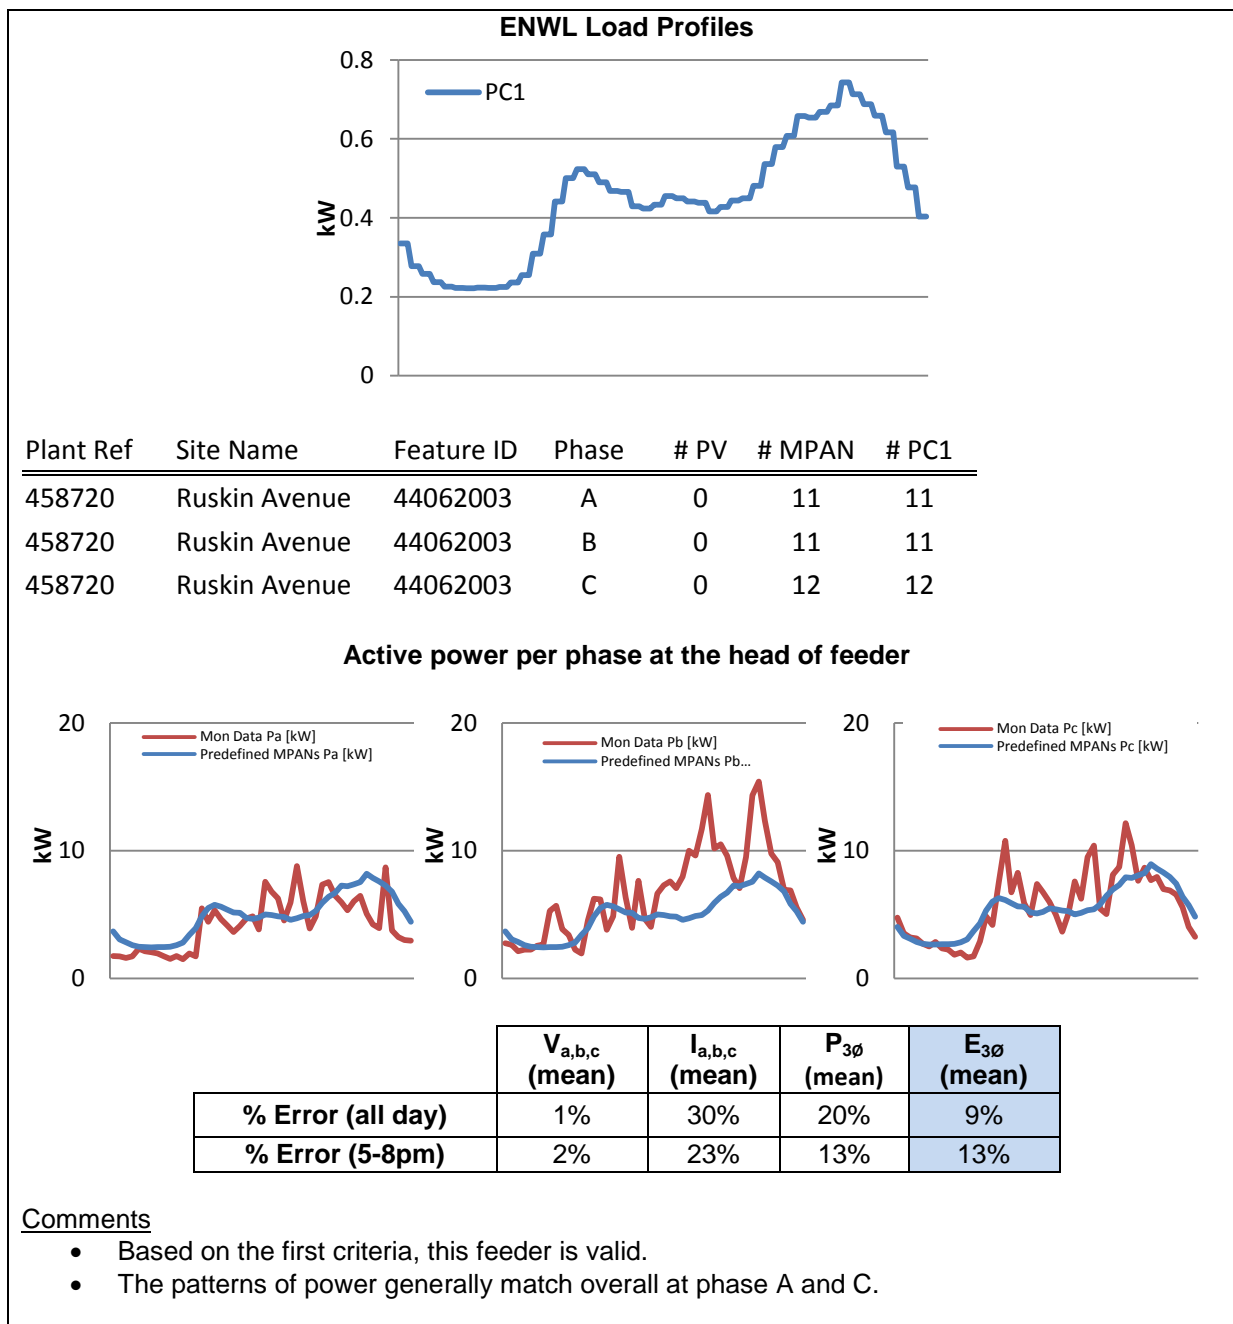 ENWL Load Profiles
0.8
0.6
0.4
0.2
0
kW
PC1
Plant Ref Site Name Feature ID Phase # PV # MPAN # PC1
458720 Ruskin Avenue 44062003 A 0 11 11
458720 Ruskin Avenue 44062003 B 0 11 11
458720 Ruskin Avenue 44062003 C 0 12 12
Active power per phase at the head of feeder
20
10
0
kW
Mon Data Pa [kW]
Predefined MPANs Pa [kW]
20
10
0
kW
Mon Data Pb [kW]
Predefined MPANs Pb...
20
10
0
kW
Mon Data Pc [kW]
Predefined MPANs Pc [kW]
Va,b,c (mean) Ia,b,c (mean) P3Ø (mean) E3Ø (mean)
% Error (all day) 1% 30% 20% 9%
% Error (5-8pm) 2% 23% 13% 13%
Comments
• Based on the first criteria, this feeder is valid.
• The patterns of power generally match overall at phase A and C.